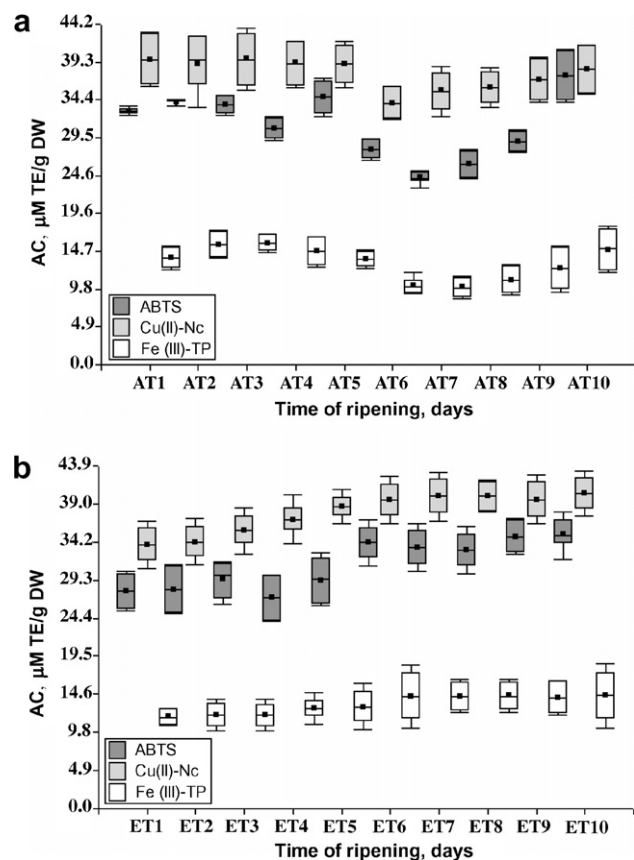 a
AC, µM TE/g DW
44.2
39.3
34.4
29.5
24.6
19.6
14.7
9.8
4.9
0.0
ABTS
Cu(II)-Nc
Fe (III)-TP
AT1 AT2 AT3 AT4 AT5 AT6 AT7 AT8 AT9 AT10
Time of ripening, days
b
AC, µM TE/g DW
43.9
39.0
34.2
29.3
24.4
19.5
14.6
9.8
4.9
0.0
ABTS
Cu(II)-Nc
Fe (III)-TP
ET1 ET2 ET3 ET4 ET5 ET6 ET7 ET8 ET9 ET10
Time of ripening, days